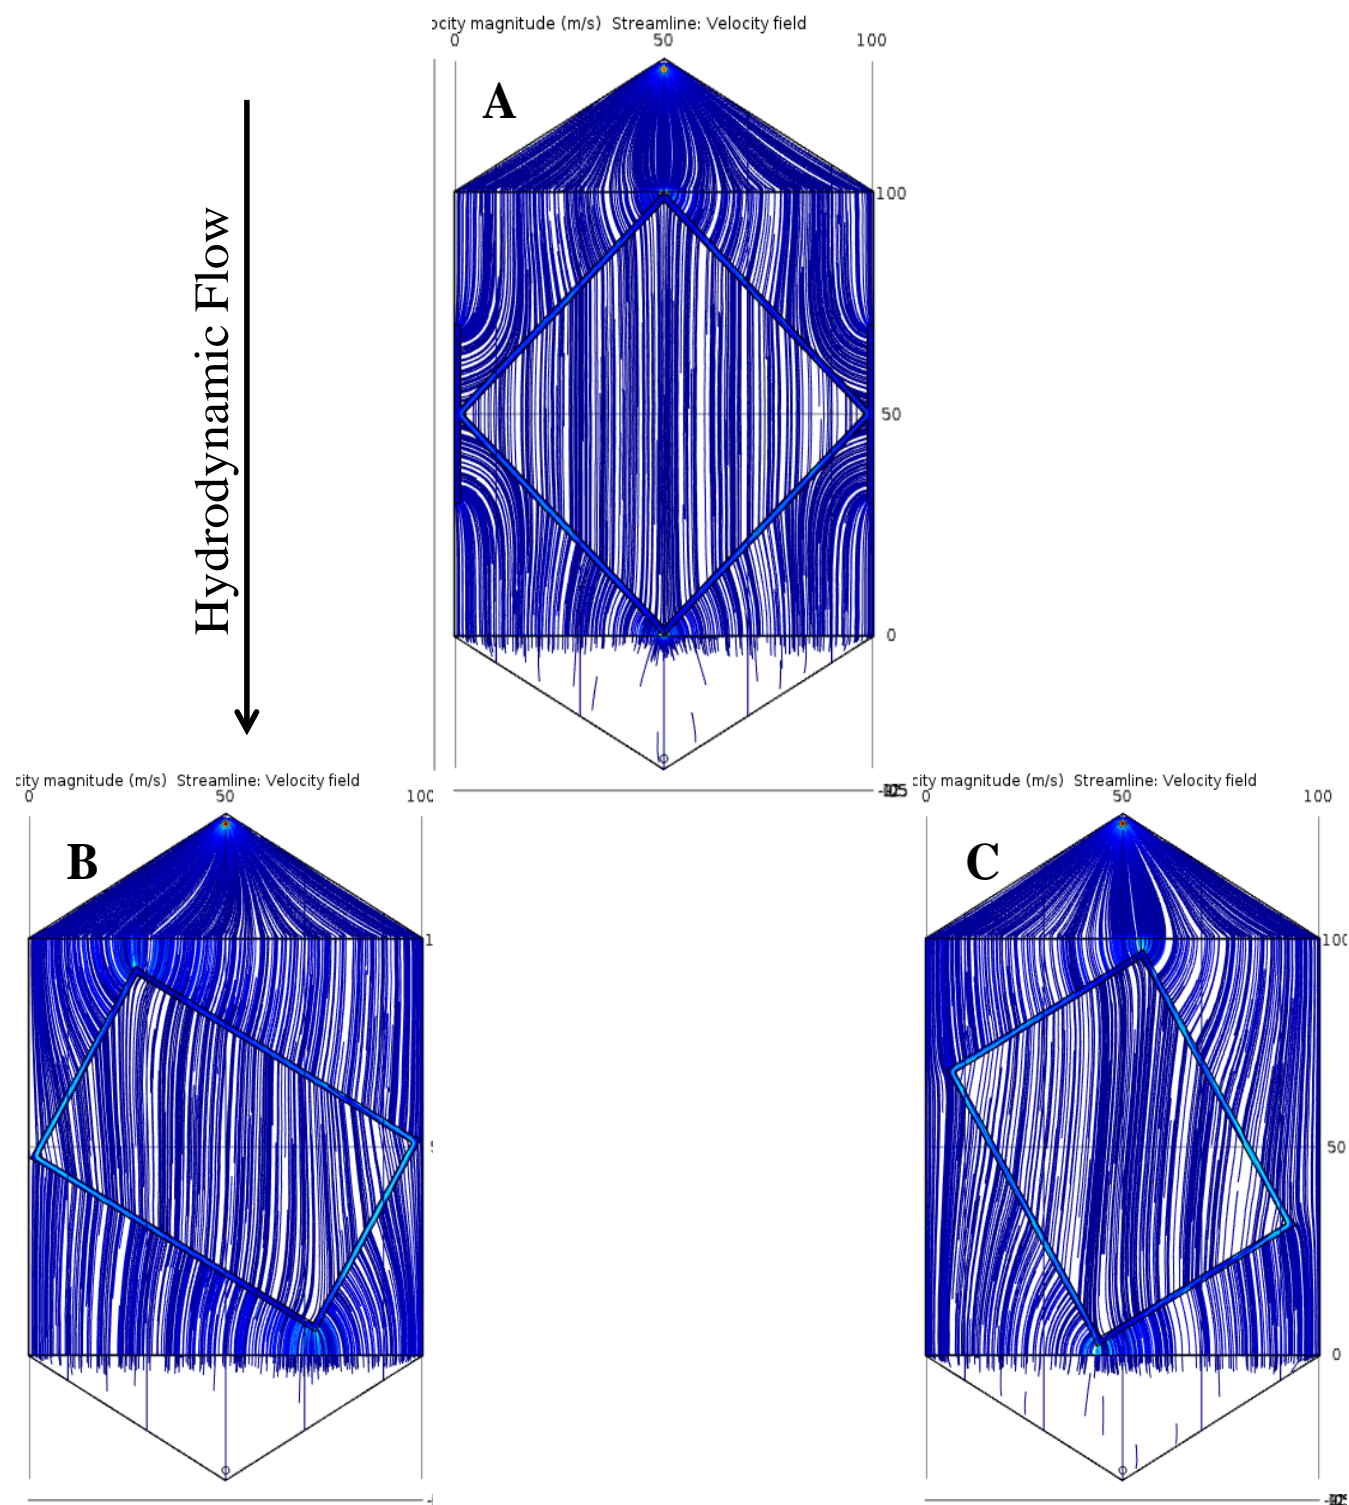 ocity magnitude (m/s) Streamline: Velocity field
0 50 100
A
100
50
0
Hydrodynamic Flow
city magnitude (m/s) Streamline: Velocity field
0 50 100
B
city magnitude (m/s) Streamline: Velocity field
0 50 100
C
100
50
0